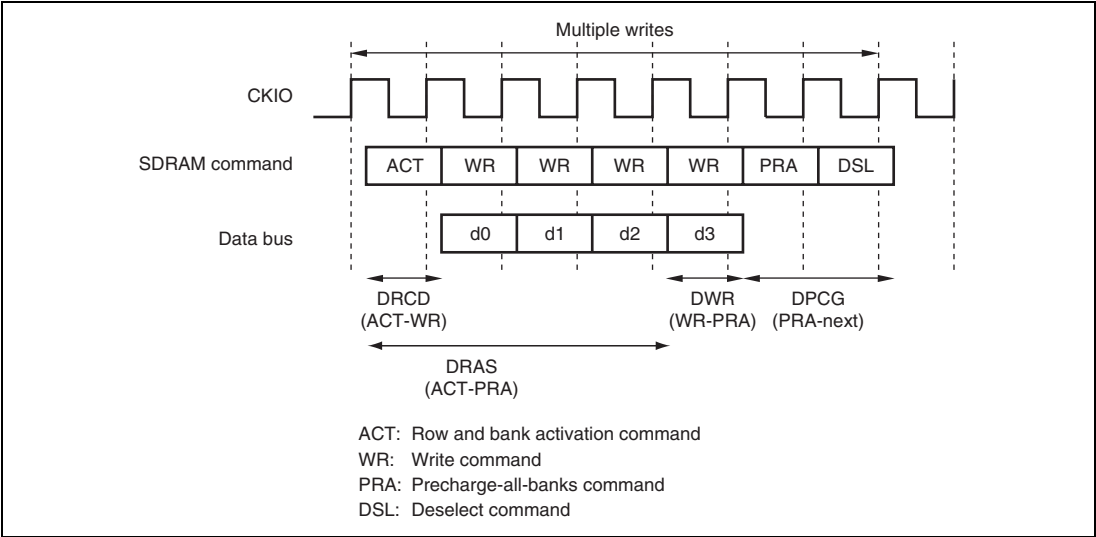 Multiple writes
CKIO
SDRAM command
ACT WR WR WR WR PRA DSL
Data bus
d0 d1 d2 d3
DRCD DWR DPCG
(ACT-WR) (WR-PRA) (PRA-next)
DRAS
(ACT-PRA)
ACT: Row and bank activation command
WR: Write command
PRA: Precharge-all-banks command
DSL: Deselect command